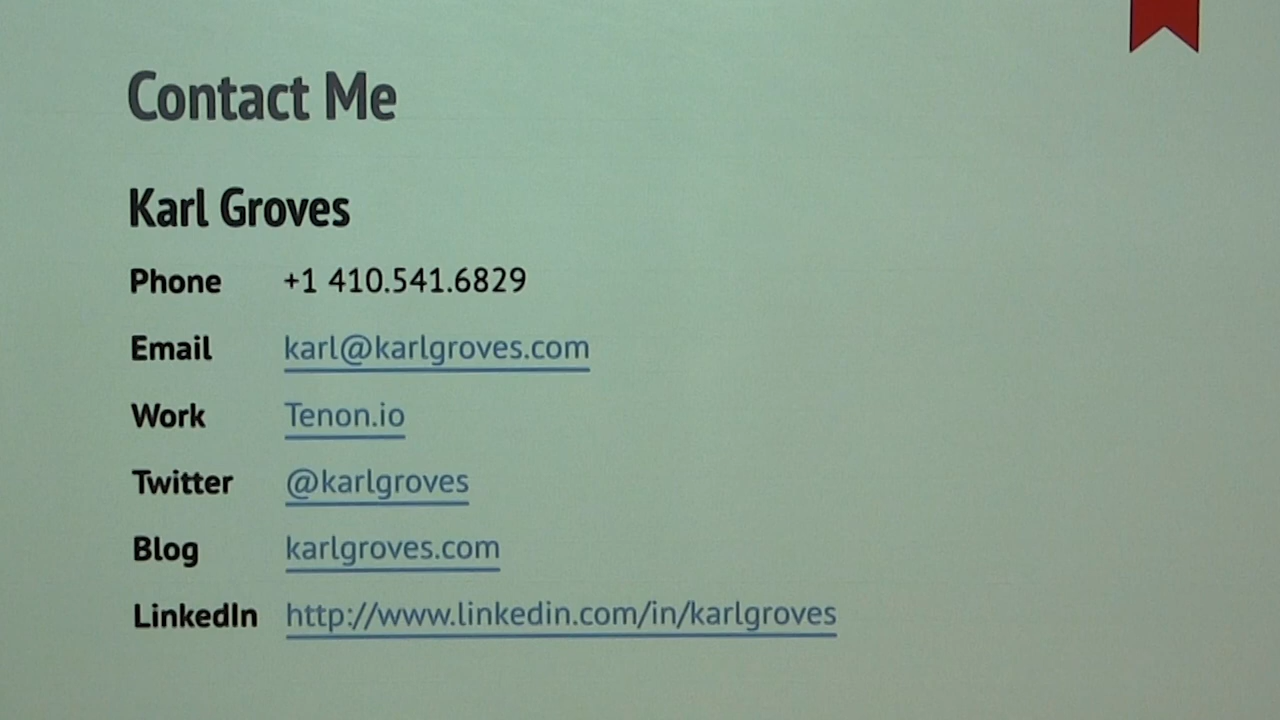 Contact Me
Karl Groves
Phone +1 410.541.6829
Email karl@karlgroves.com
Work Tenon.io
Twitter @karlgroves
Blog karlgroves.com
LinkedIn http://www.linkedin.com/in/karlgroves